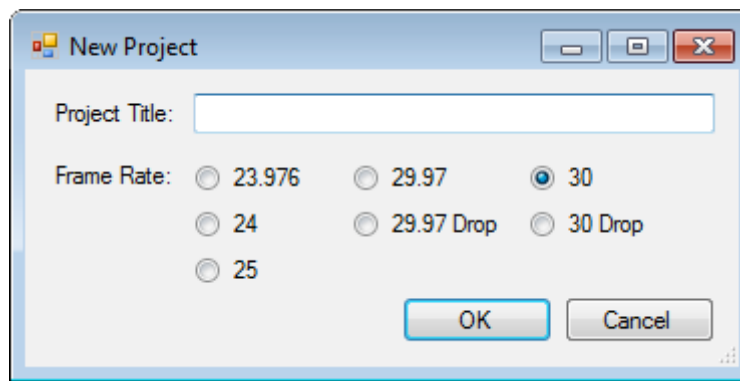 New Project
Project Title:
Frame Rate: 23.976 29.97 30
24 29.97 Drop 30 Drop
25
OK Cancel